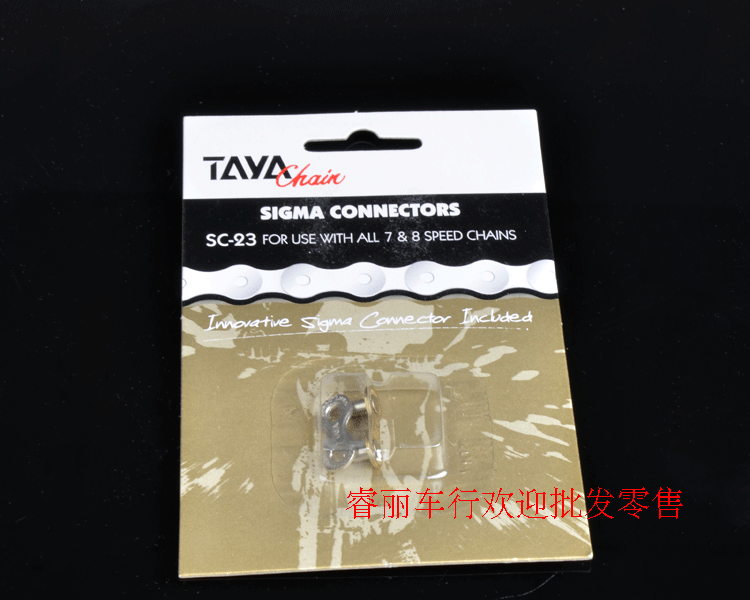 TAYA Chain
SIGMA CONNECTORS
SC-23 FOR USE WITH ALL 7 & 8 SPEED CHAINS
Innovative Sigma Connector Included
睿丽车行欢迎批发零售